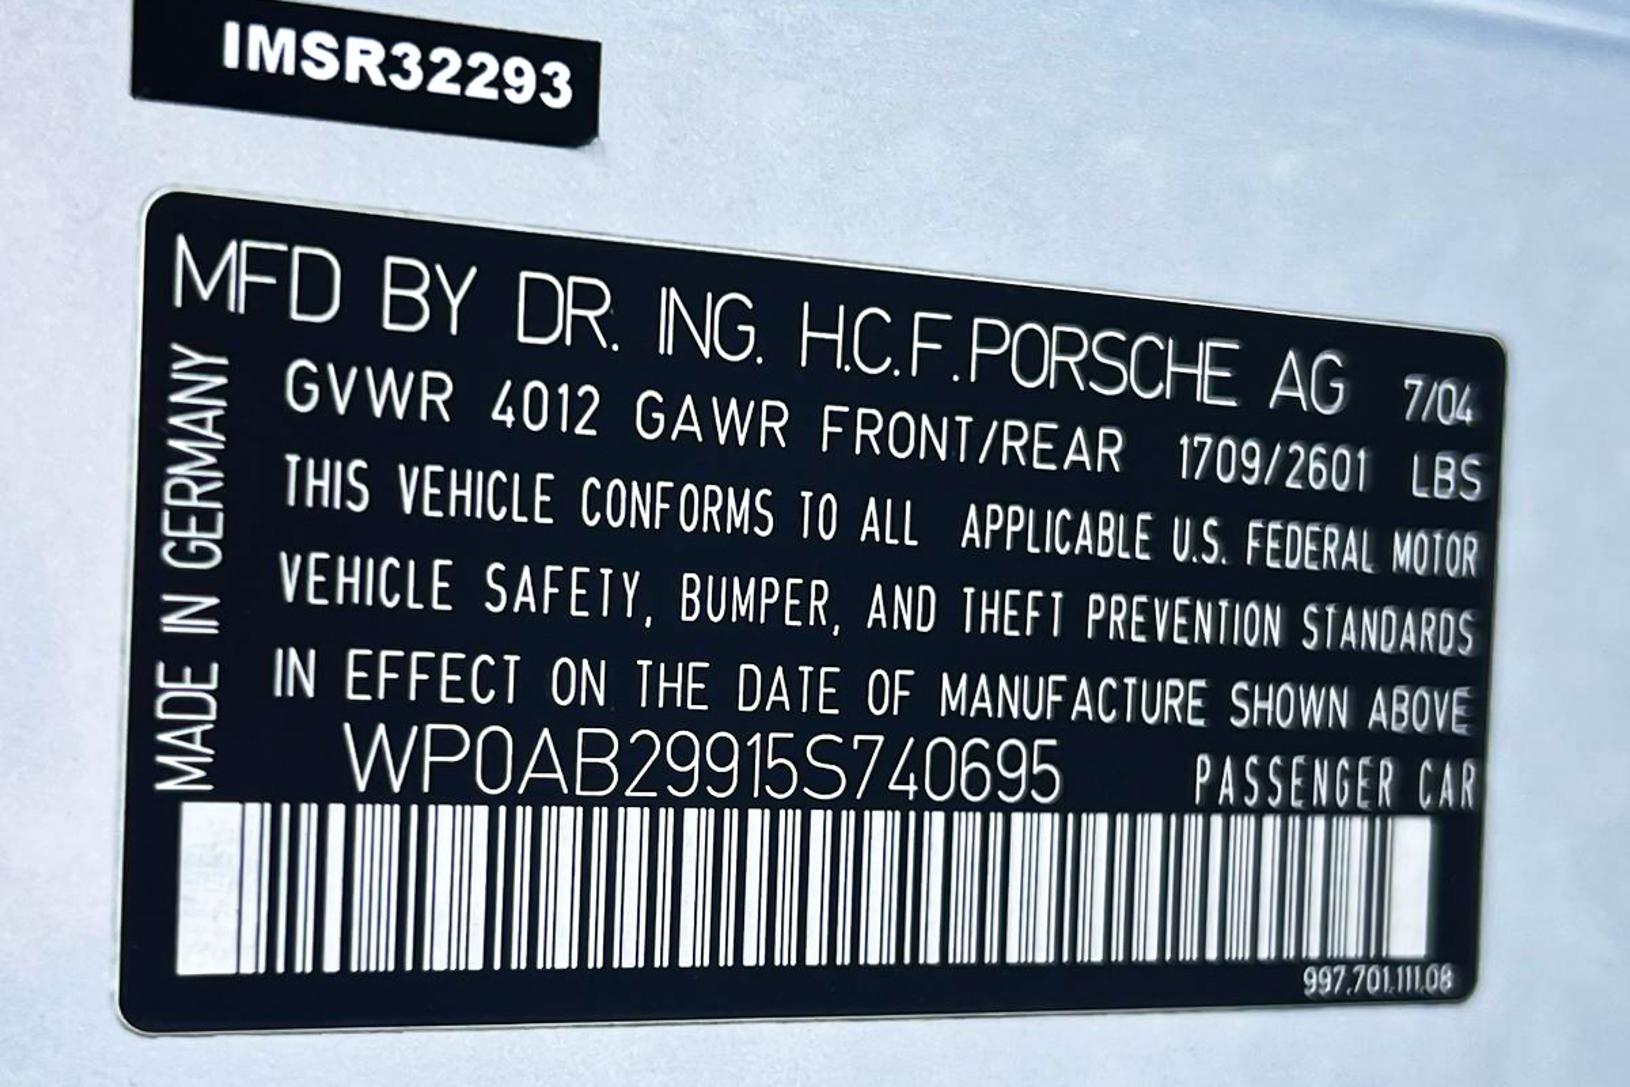 IMSR32293
MFD BY DR. ING. H.C.F.PORSCHE AG 7/04
GVWR 4012 GAWR FRONT/REAR 1709/2601 LBS
THIS VEHICLE CONFORMS TO ALL APPLICABLE U.S. FEDERAL MOTOR
VEHICLE SAFETY, BUMPER, AND THEFT PREVENTION STANDARDS
IN EFFECT ON THE DATE OF MANUFACTURE SHOWN ABOVE
WP0AB29915S740695 PASSENGER CAR
MADE IN GERMANY
997.701.111.08